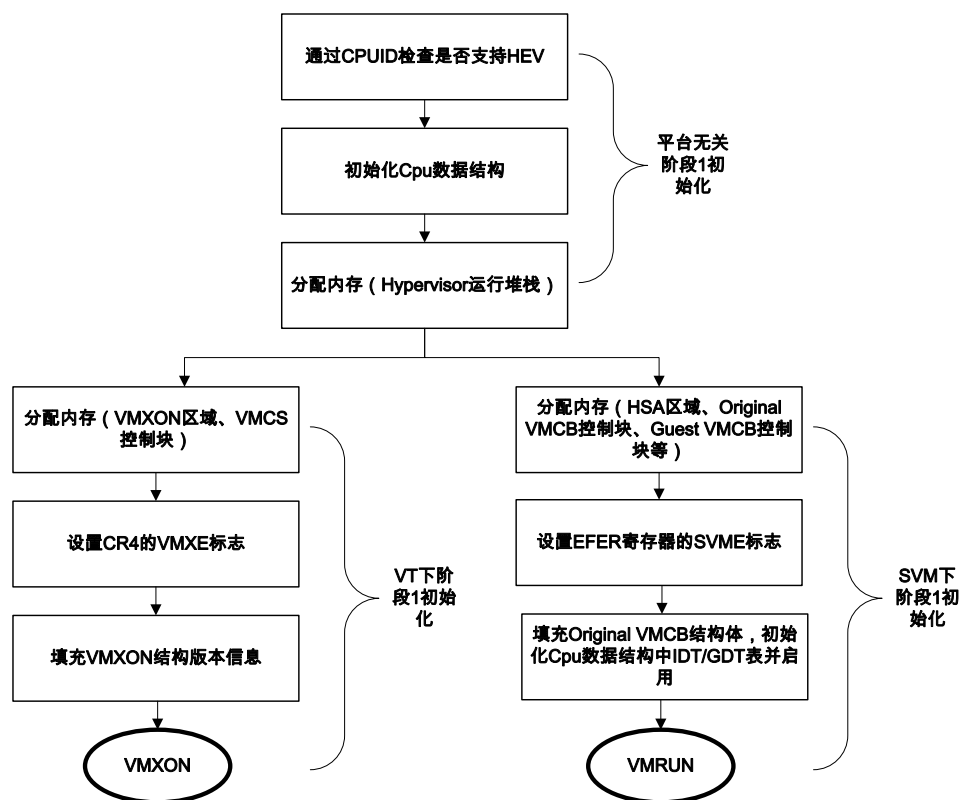 通过CPUID检查是否支持HEV
初始化Cpu数据结构
平台无关
阶段1初
始化
分配内存（Hypervisor运行堆栈）
分配内存（VMXON区域、VMCS
控制块）
设置CR4的VMXE标志
填充VMXON结构版本信息
VMXON
VT下阶
段1初始
化
分配内存（HSA区域、Original
VMCB控制块、Guest VMCB控制
块等）
设置EFER寄存器的SVME标志
填充Original VMCB结构体，初始
化Cpu数据结构中IDT/GDT表并启
用
VMRUN
SVM下
阶段1初
始化